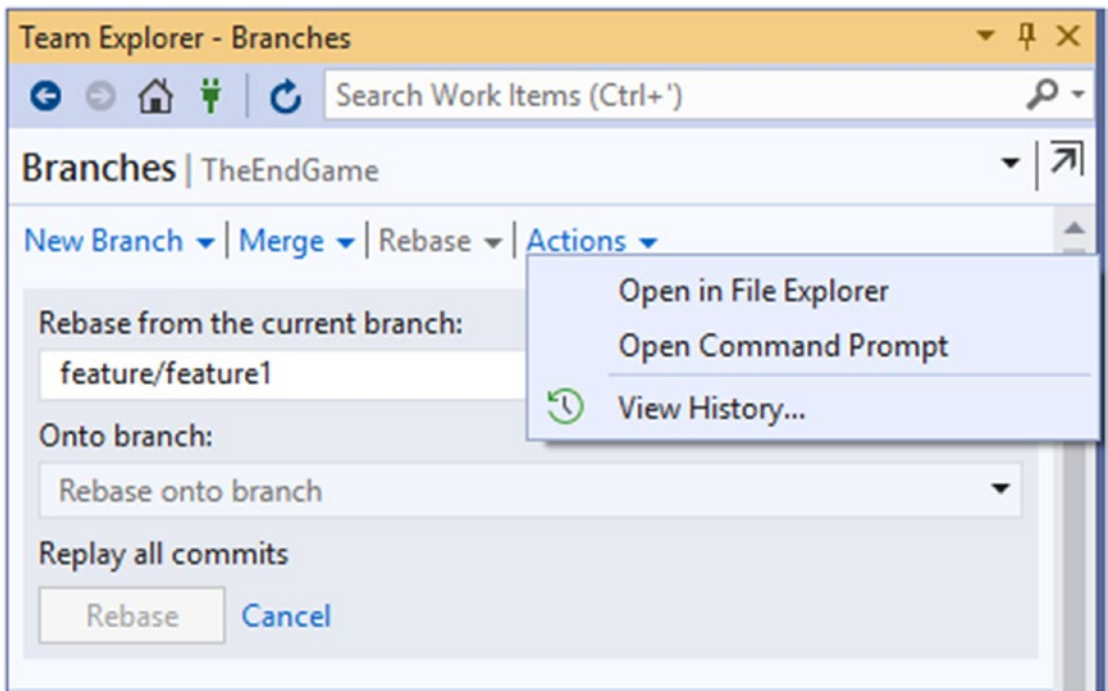 Team Explorer - Branches
Search Work Items (Ctrl+')
Branches | TheEndGame
New Branch | Merge | Rebase | Actions
Open in File Explorer
Open Command Prompt
View History...
Rebase from the current branch:
feature/feature1
Onto branch:
Rebase onto branch
Replay all commits
Rebase Cancel